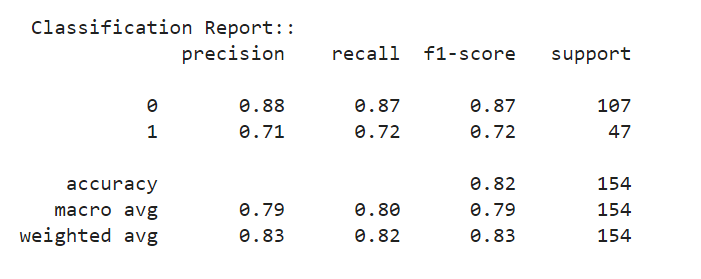 Classification Report::
precision recall f1-score support
0 0.88 0.87 0.87 107
1 0.71 0.72 0.72 47
accuracy 0.82 154
macro avg 0.79 0.80 0.79 154
weighted avg 0.83 0.82 0.83 154